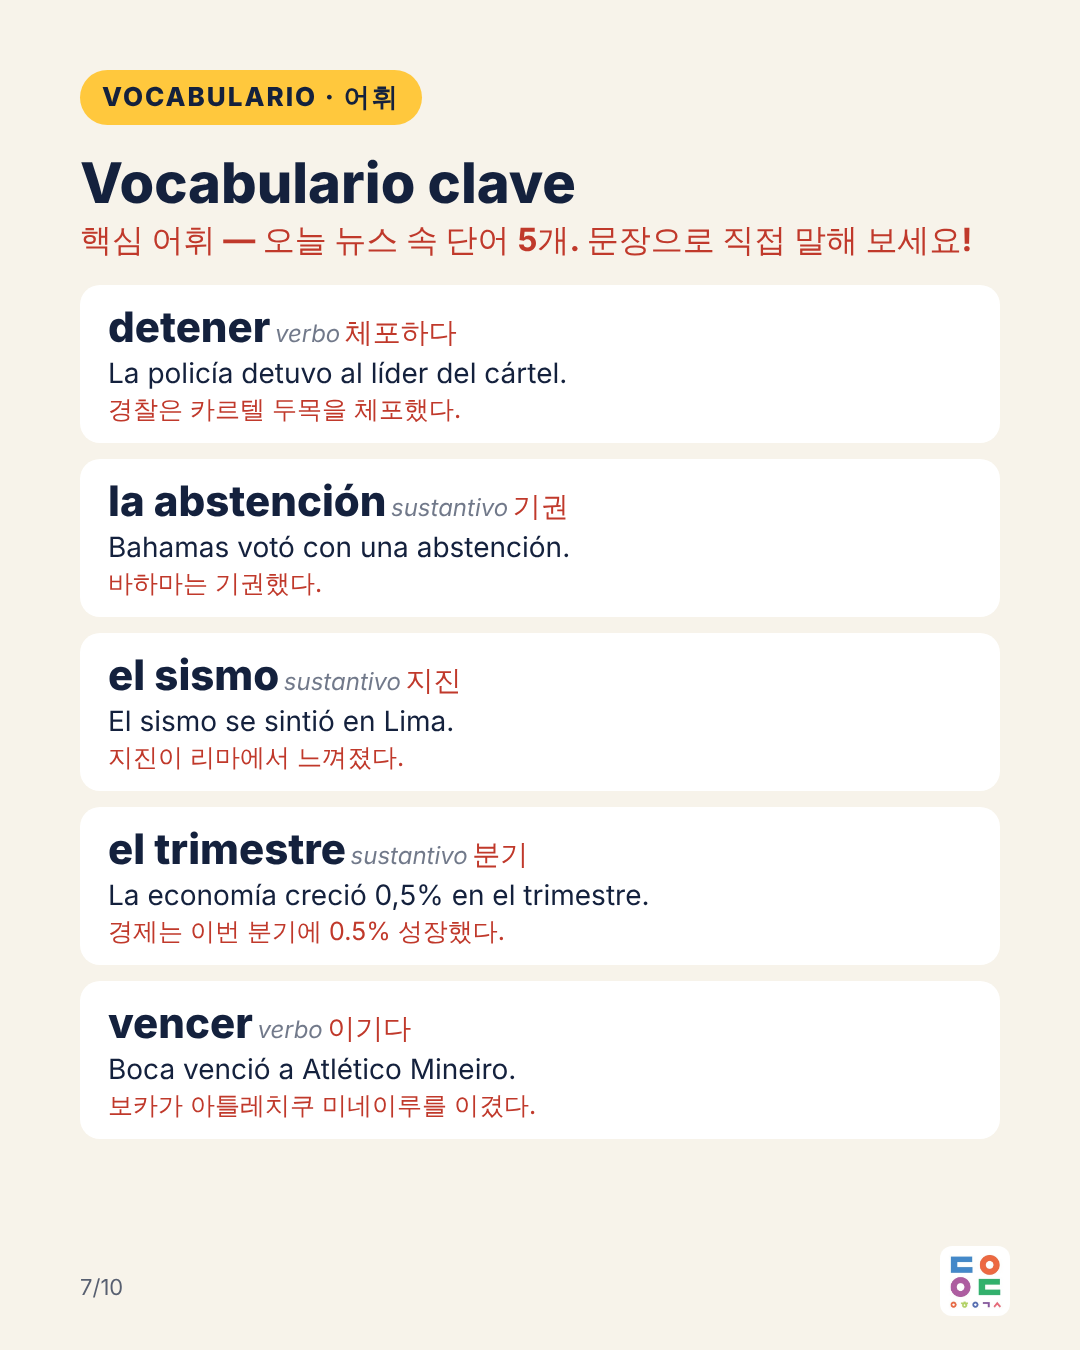 VOCABULARIO · 어휘
Vocabulario clave
핵심 어휘 — 오늘 뉴스 속 단어 5개. 문장으로 직접 말해 보세요!
detener verbo 체포하다
La policía detuvo al líder del cártel.
경찰은 카르텔 두목을 체포했다.
la abstención sustantivo 기권
Bahamas votó con una abstención.
바하마는 기권했다.
el sismo sustantivo 지진
El sismo se sintió en Lima.
지진이 리마에서 느껴졌다.
el trimestre sustantivo 분기
La economía creció 0,5% en el trimestre.
경제는 이번 분기에 0.5% 성장했다.
vencer verbo 이기다
Boca venció a Atlético Mineiro.
보카가 아틀레치쿠 미네이루를 이겼다.
7/10